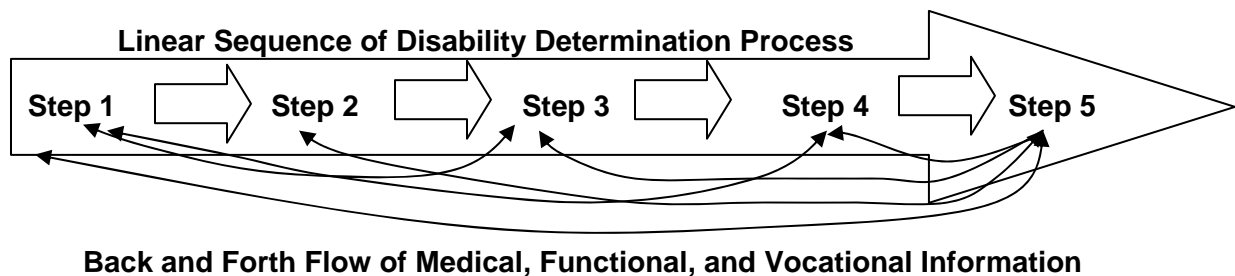 Linear Sequence of Disability Determination Process
Step 1 Step 2 Step 3 Step 4 Step 5
Back and Forth Flow of Medical, Functional, and Vocational Information